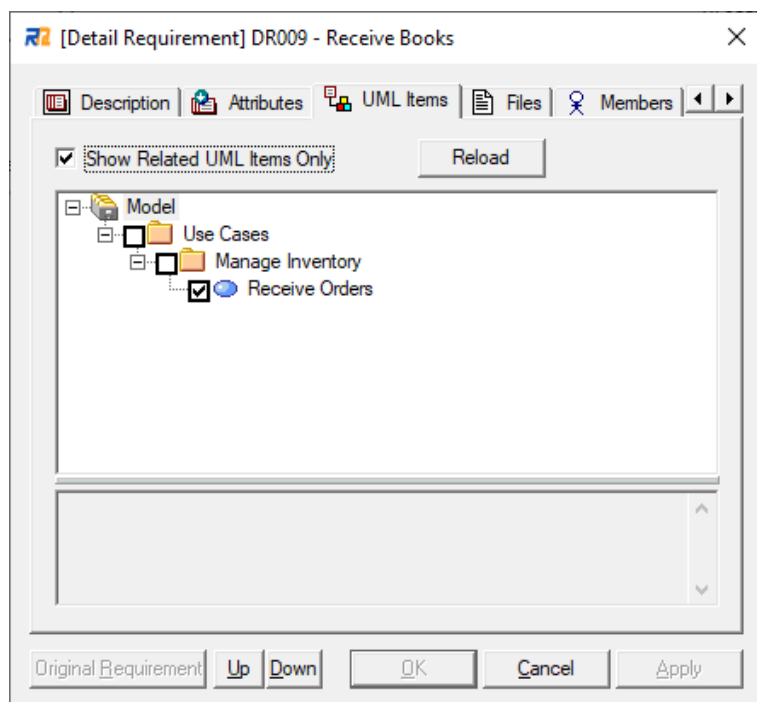 [Detail Requirement] DR009 - Receive Books
Description Attributes UML Items Files Members
Show Related UML Items Only Reload
Model
Use Cases
Manage Inventory
Receive Orders
Original Requirement Up Down OK Cancel Apply